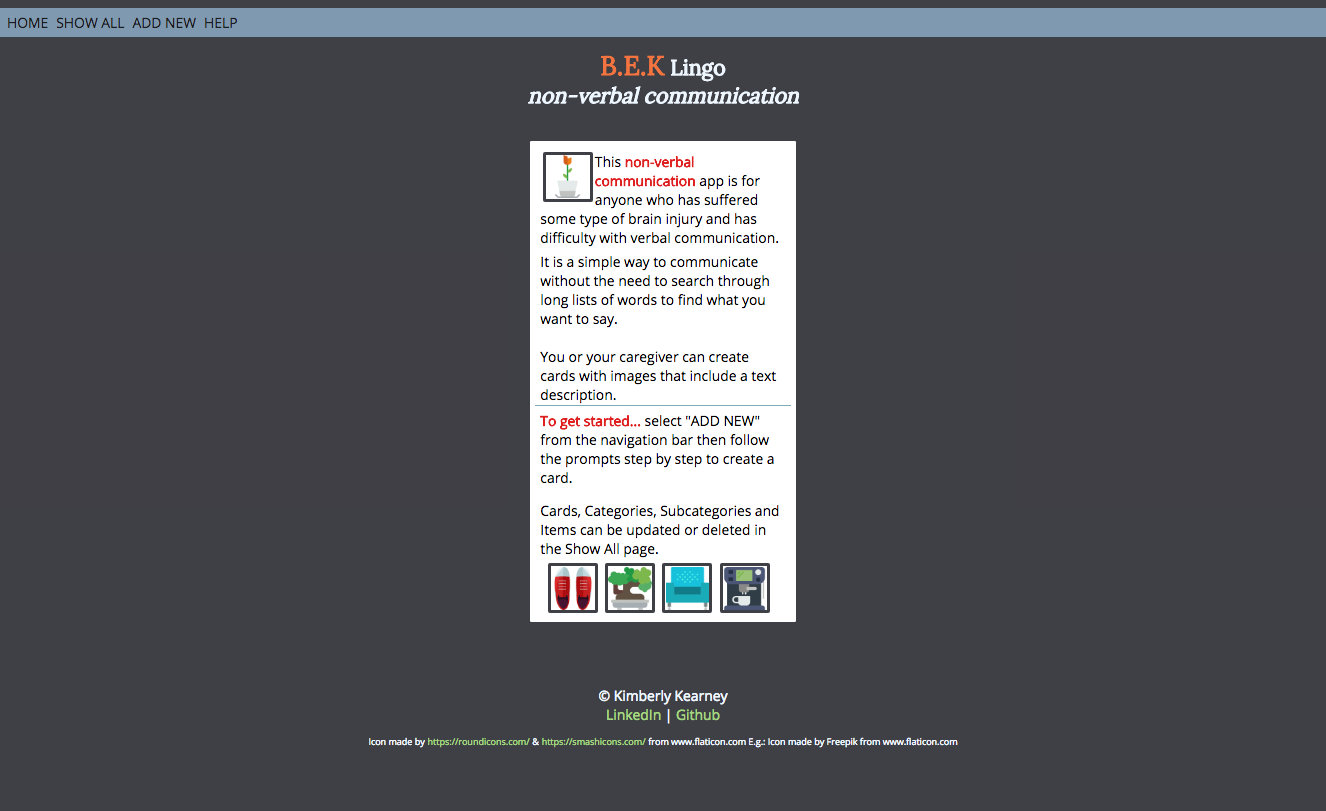 HOME SHOW ALL ADD NEW HELP
B.E.K Lingo
non-verbal communication
This non-verbal
communication app is for
anyone who has suffered
some type of brain injury and has
difficulty with verbal communication.
It is a simple way to communicate
without the need to search through
long lists of words to find what you
want to say.
You or your caregiver can create
cards with images that include a text
description.
To get started... select "ADD NEW"
from the navigation bar then follow
the prompts step by step to create a
card.
Cards, Categories, Subcategories and
Items can be updated or deleted in
the Show All page.
© Kimberly Kearney
LinkedIn | Github
Icon made by https://roundicons.com/ & https://smashicons.com/ from www.flaticon.com E.g.: Icon made by Freepik from www.flaticon.com